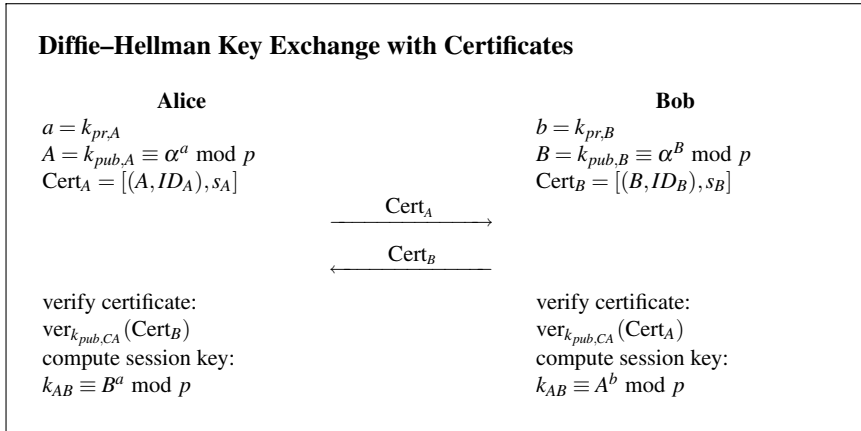 Diffie–Hellman Key Exchange with Certificates
Alice
Bob
a = k_{pr,A}
b = k_{pr,B}
A = k_{pub,A} ≡ α^a mod p
B = k_{pub,B} ≡ α^B mod p
Cert_A = [(A, ID_A), s_A]
Cert_B = [(B, ID_B), s_B]
Cert_A
Cert_B
verify certificate:
verify certificate:
ver_{k_{pub,CA}}(Cert_B)
ver_{k_{pub,CA}}(Cert_A)
compute session key:
compute session key:
k_{AB} ≡ B^a mod p
k_{AB} ≡ A^b mod p